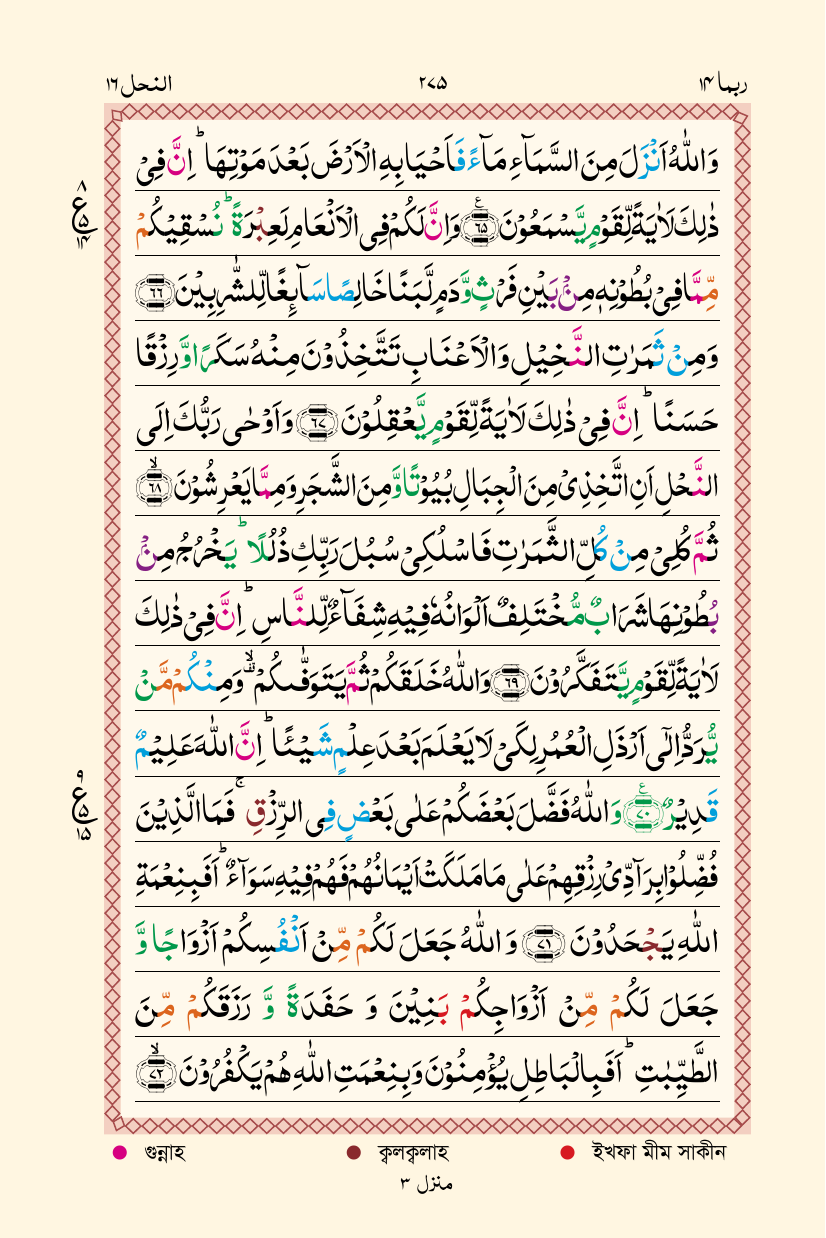 ربما ١٤ ٢٧٥ النحل ١٦
وَاللّٰهُ اَنْزَلَ مِنَ السَّمَآءِ مَآءً فَاَحْيَا بِهِ الْاَرْضَ بَعْدَ مَوْتِهَا ؕ اِنَّ فِىْ
ذٰلِكَ لَاٰيَةً لِّقَوْمٍ يَّسْمَعُوْنَ ۝٦٥ وَاِنَّ لَكُمْ فِى الْاَنْعَامِ لَعِبْرَةً ؕ نُسْقِيْكُمْ
مِّمَّا فِىْ بُطُوْنِهٖ مِنْۢ بَيْنِ فَرْثٍ وَّدَمٍ لَّبَنًا خَالِصًا سَآئِغًا لِّلشّٰرِبِيْنَ ۝٦٦
وَمِنْ ثَمَرٰتِ النَّخِيْلِ وَالْاَعْنَابِ تَتَّخِذُوْنَ مِنْهُ سَكَرًا وَّرِزْقًا
حَسَنًا ؕ اِنَّ فِىْ ذٰلِكَ لَاٰيَةً لِّقَوْمٍ يَّعْقِلُوْنَ ۝٦٧ وَاَوْحٰى رَبُّكَ اِلَى
النَّحْلِ اَنِ اتَّخِذِىْ مِنَ الْجِبَالِ بُيُوْتًا وَّمِنَ الشَّجَرِ وَمِمَّا يَعْرِشُوْنَ ۝٦٨ۙ
ثُمَّ كُلِىْ مِنْ كُلِّ الثَّمَرٰتِ فَاسْلُكِىْ سُبُلَ رَبِّكِ ذُلُلًا ؕ يَخْرُجُ مِنْۢ
بُطُوْنِهَا شَرَابٌ مُّخْتَلِفٌ اَلْوَانُهٗ فِيْهِ شِفَآءٌ لِّلنَّاسِ ؕ اِنَّ فِىْ ذٰلِكَ
لَاٰيَةً لِّقَوْمٍ يَّتَفَكَّرُوْنَ ۝٦٩ وَاللّٰهُ خَلَقَكُمْ ثُمَّ يَتَوَفّٰىكُمْ ۙ وَمِنْكُمْ مَّنْ
يُّرَدُّ اِلٰٓى اَرْذَلِ الْعُمُرِ لِكَىْ لَا يَعْلَمَ بَعْدَ عِلْمٍ شَيْئًا ؕ اِنَّ اللّٰهَ عَلِيْمٌ
قَدِيْرٌ ۝٧٠ وَاللّٰهُ فَضَّلَ بَعْضَكُمْ عَلٰى بَعْضٍ فِى الرِّزْقِ ۚ فَمَا الَّذِيْنَ
فُضِّلُوْا بِرَآدِّىْ رِزْقِهِمْ عَلٰى مَا مَلَكَتْ اَيْمَانُهُمْ فَهُمْ فِيْهِ سَوَآءٌ ؕ اَفَبِنِعْمَةِ
اللّٰهِ يَجْحَدُوْنَ ۝٧١ وَاللّٰهُ جَعَلَ لَكُمْ مِّنْ اَنْفُسِكُمْ اَزْوَاجًا وَّ
جَعَلَ لَكُمْ مِّنْ اَزْوَاجِكُمْ بَنِيْنَ وَ حَفَدَةً وَّ رَزَقَكُمْ مِّنَ
الطَّيِّبٰتِ ؕ اَفَبِالْبَاطِلِ يُؤْمِنُوْنَ وَبِنِعْمَتِ اللّٰهِ هُمْ يَكْفُرُوْنَ ۝٧٢ۙ
٨ ع ٥ ١٤
٩ ع ٥ ١٥
গুন্নাহ ক্বলক্বলাহ ইখফা মীম সাকীন
منزل ٣